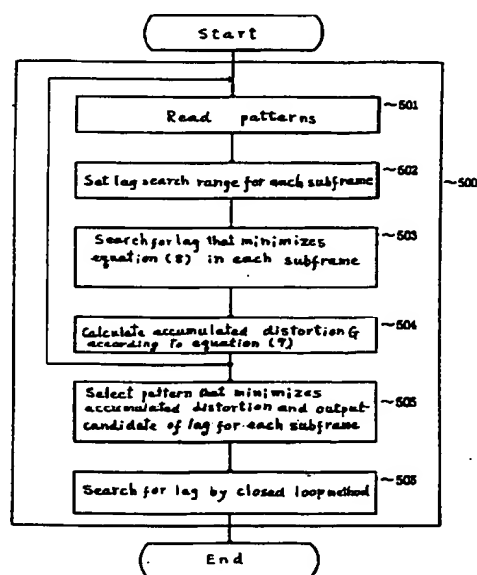 Start
Read patterns
~501
Set lag search range for each subframe
~502
~500
Search for lag that minimizes
equation (8) in each subframe
~503
Calculate accumulated distortion G
according to equation (7)
~504
Select pattern that minimizes
accumulated distortion and output
candidate of lag for each subframe
~505
Search for lag by closed loop method
~506
End